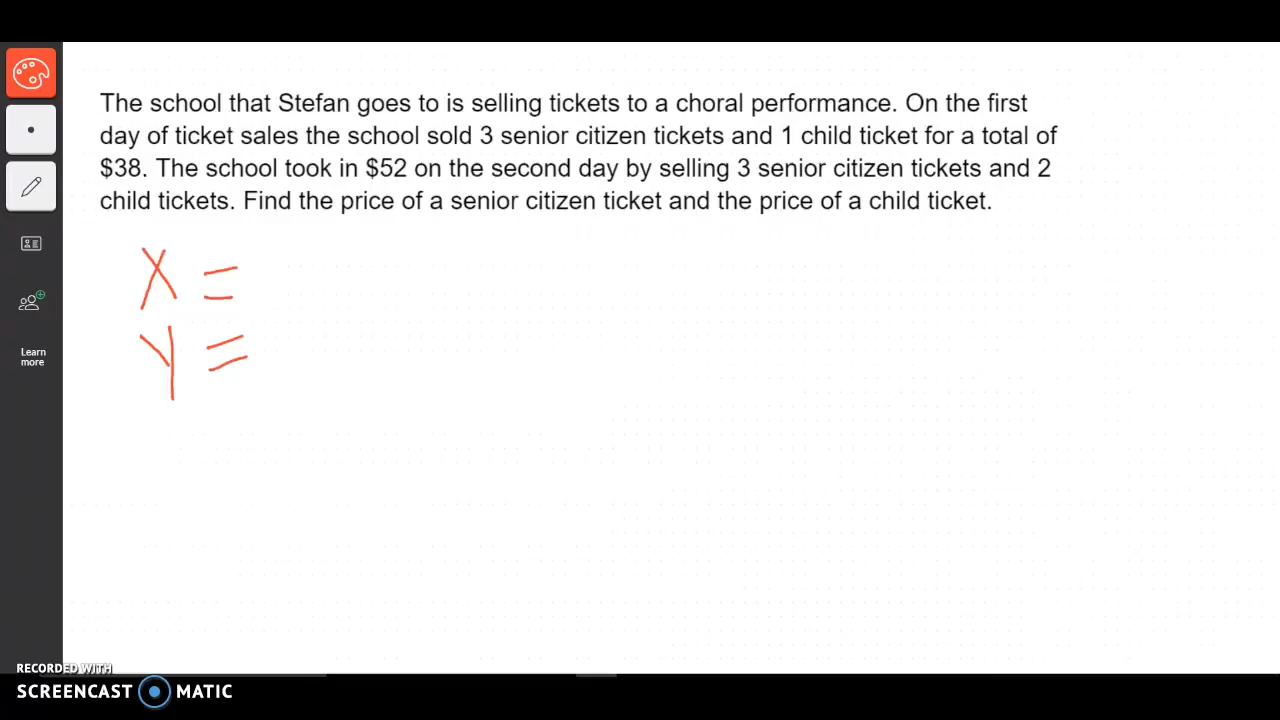 The school that Stefan goes to is selling tickets to a choral performance. On the first
day of ticket sales the school sold 3 senior citizen tickets and 1 child ticket for a total of
$38. The school took in $52 on the second day by selling 3 senior citizen tickets and 2
child tickets. Find the price of a senior citizen ticket and the price of a child ticket.
X =
Y =
Learn
more
RECORDED WITH
SCREENCAST MATIC